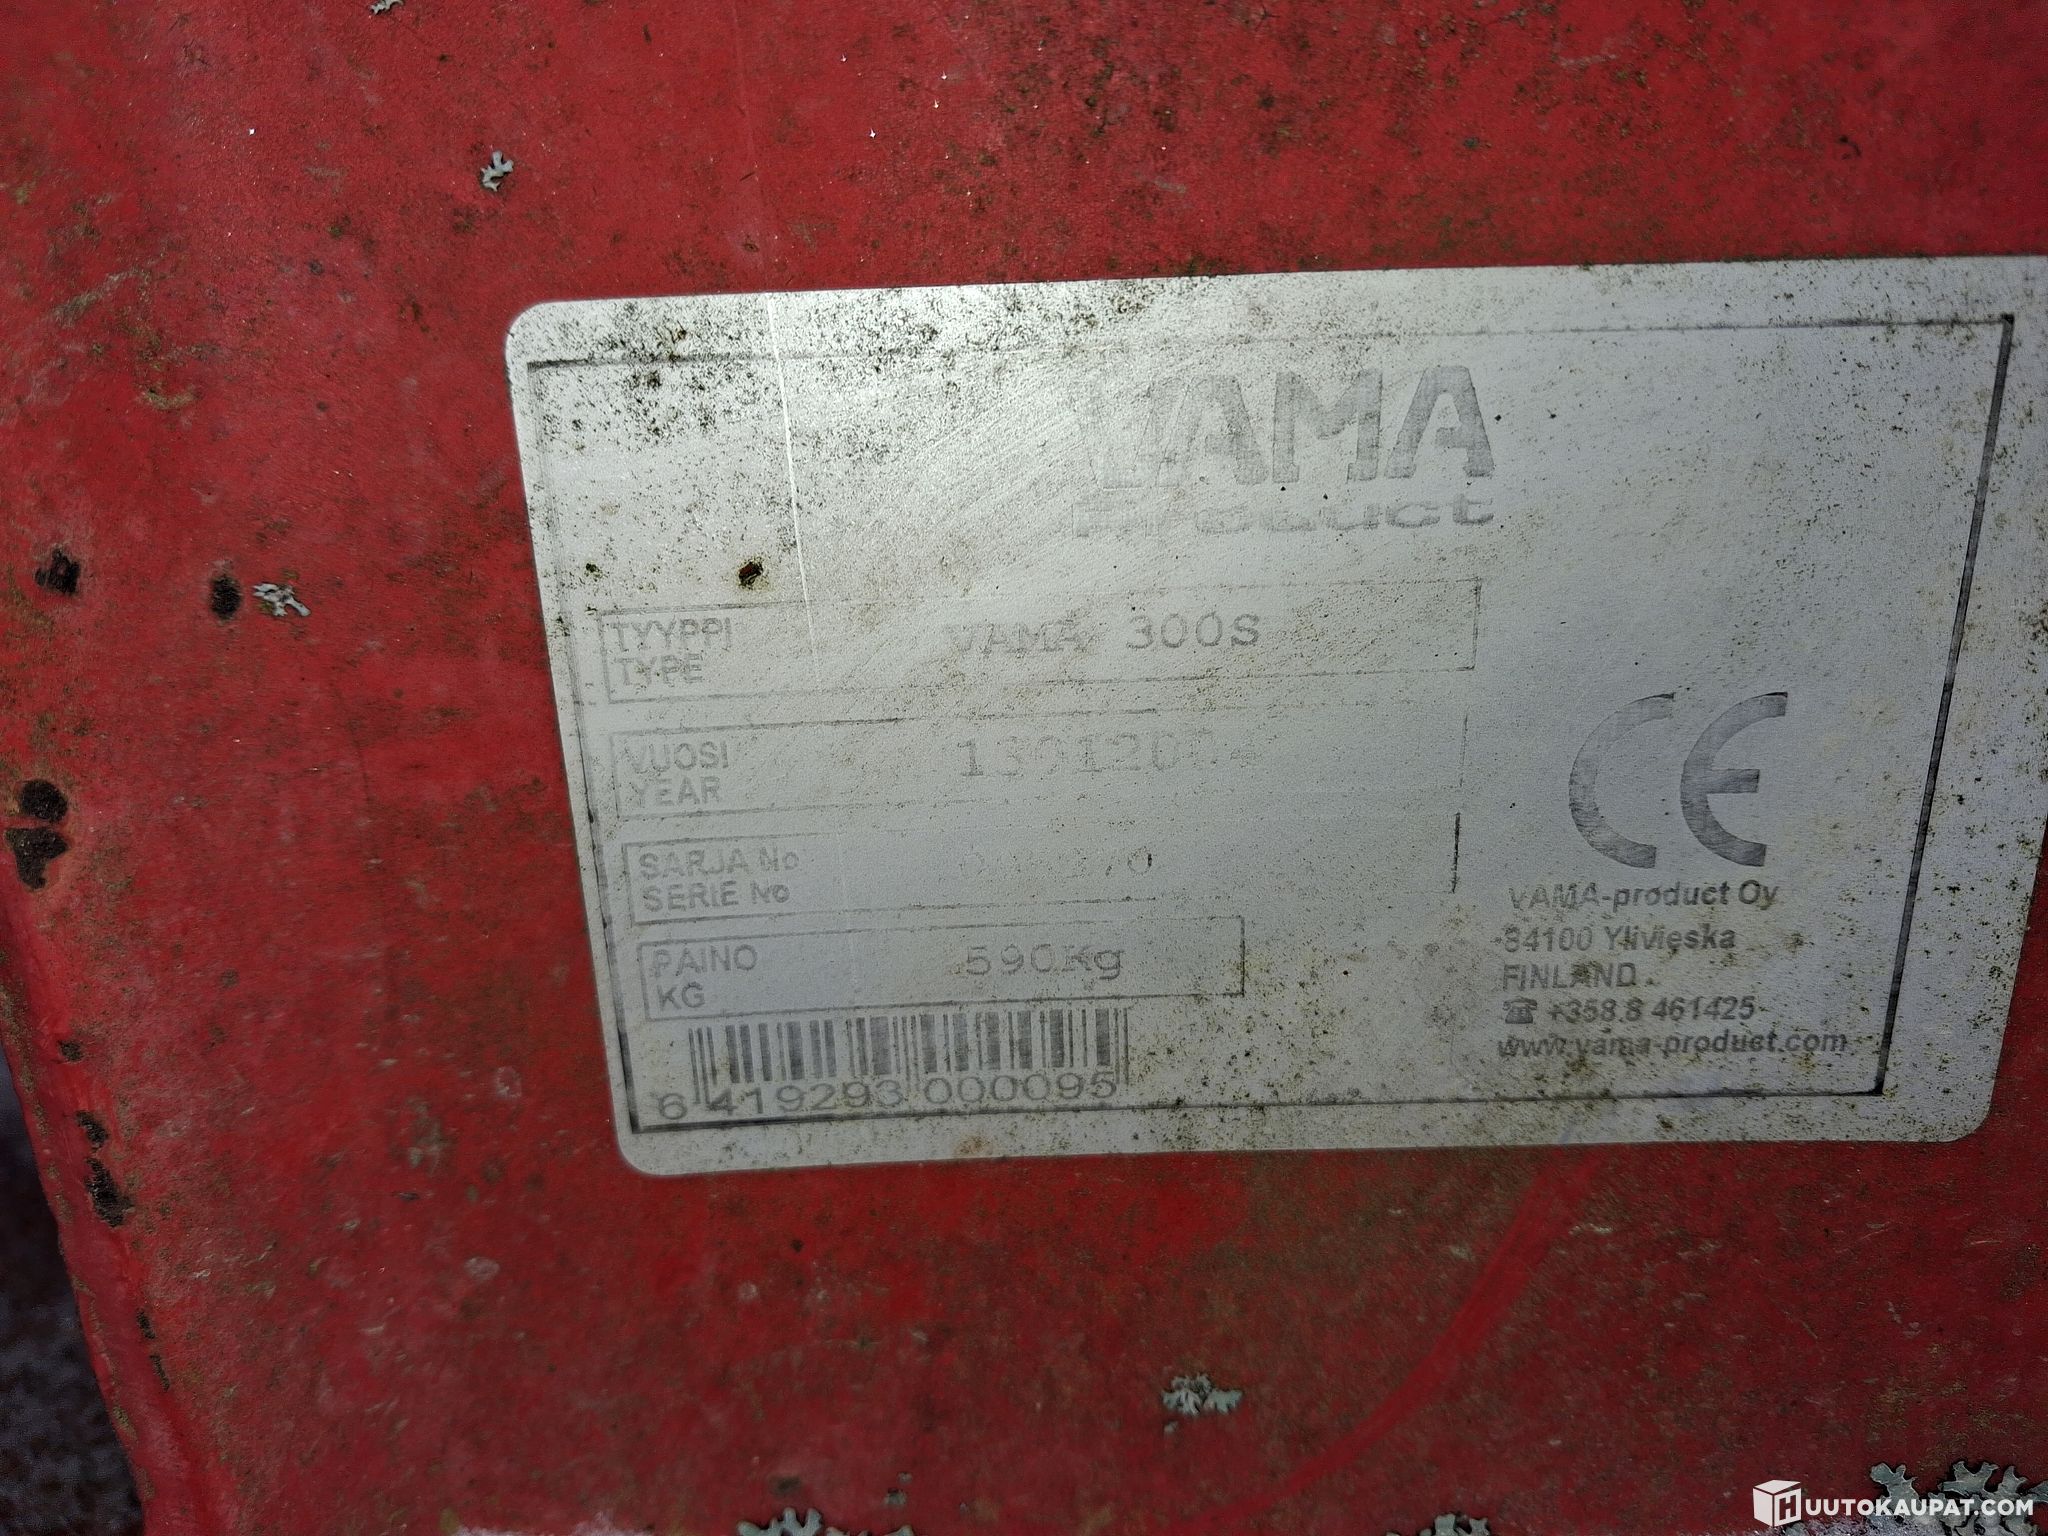 VAMA
Product
TYYPPI
TYPE
VAMA 300S
VUOSI
YEAR
SARJA No
SERIE No
PAINO
KG
590Kg
6 419293 000095
VAMA-product Oy
84100 Ylivieska
FINLAND
☎ +358 8 461425
www.vama-product.com
HUUTOKAUPAT.COM